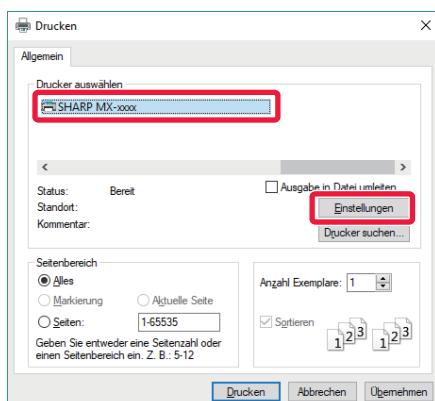 Drucken
Allgemein
Drucker auswählen
SHARP MX-xxxx
Status: Bereit
Ausgabe in Datei umleiten
Standort:
Einstellungen
Kommentar:
Drucker suchen...
Seitenbereich
Alles
Markierung
Aktuelle Seite
Seiten: 1-65535
Geben Sie entweder eine Seitenzahl oder
einen Seitenbereich ein. Z. B.: 5-12
Anzahl Exemplare: 1
Sortieren
1 2 3 1 2 3
Drucken Abbrechen Übernehmen